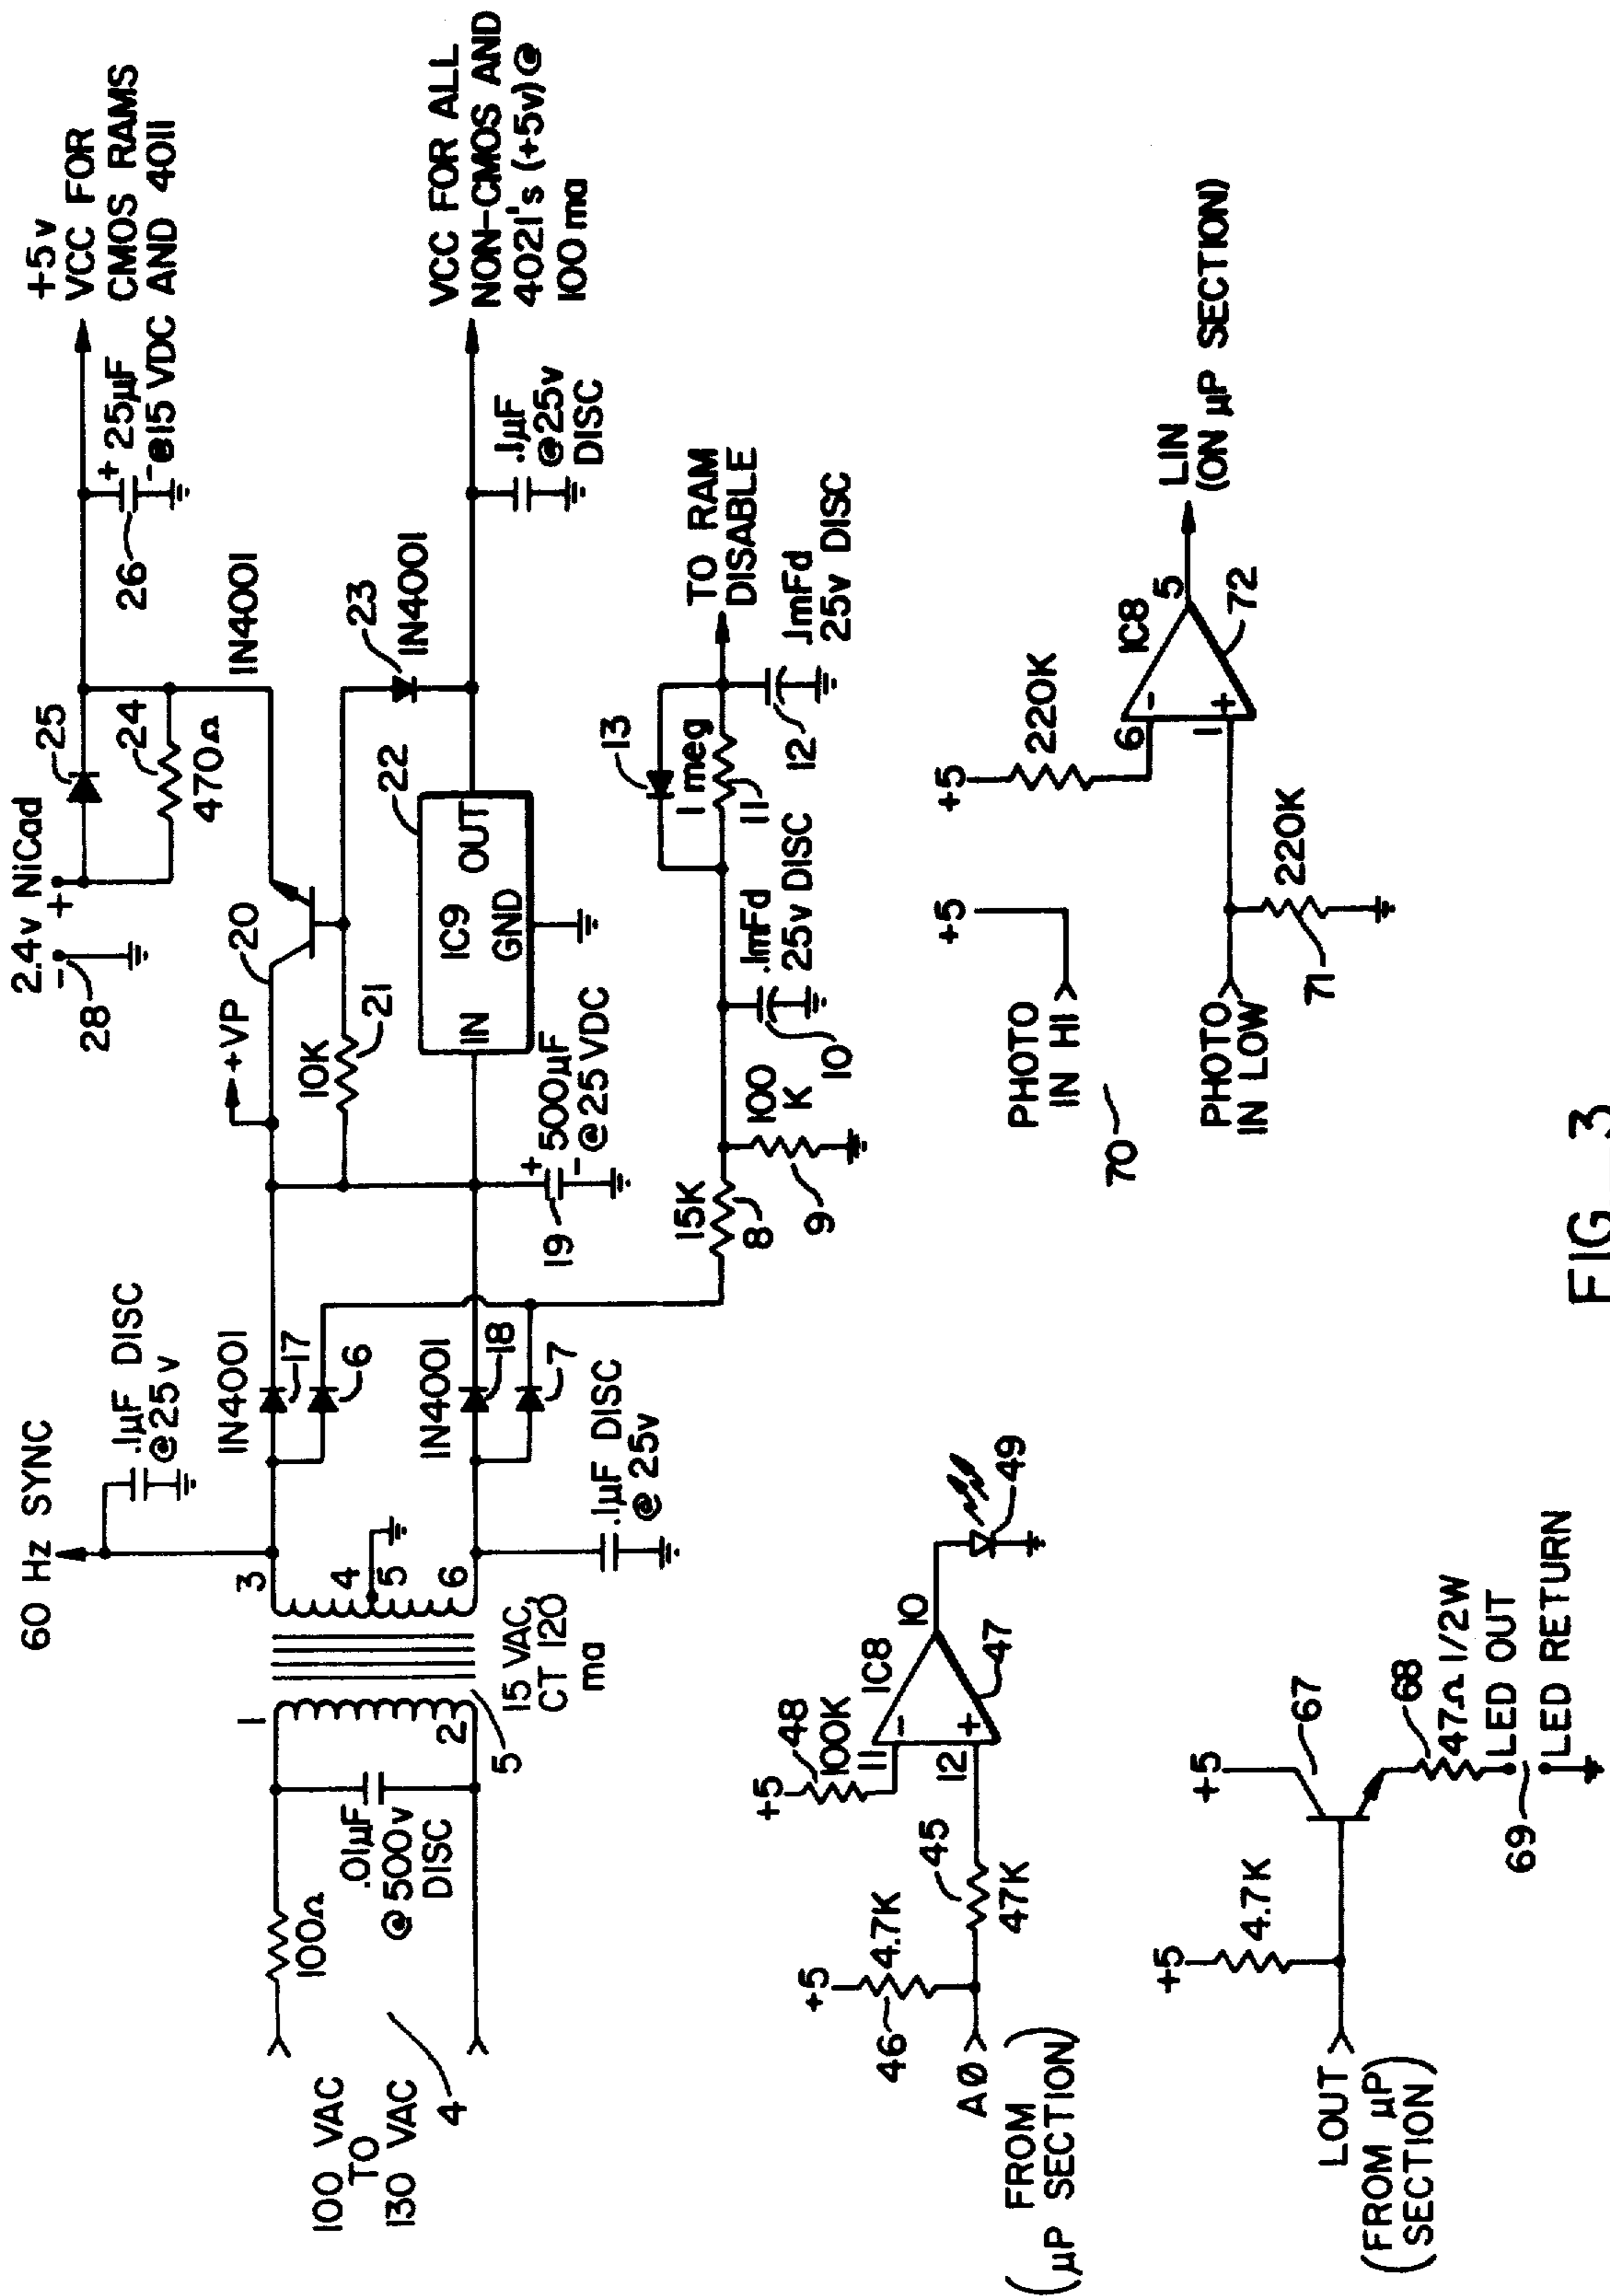 60 Hz SYNC
.1µF DISC
@25v
100 VAC
TO
130 VAC
4
100Ω
.01µF
@500v
DISC
1
2
5
3
4
5
6
15 VAC
CT 120
ma
1N4001
17
6
1N4001
18
7
.1µF DISC
@ 25v
+VP
20
2.4v NiCad
-
+
28
25
24
470Ω
1N4001
10K
21
IC9
IN
OUT
GND
22
23
1N4001
19
+
500µF
-
@25VDC
26
+
25µF
-
@15 VDC
+5v
VCC FOR
CMOS RAMS
AND 4011
VCC FOR ALL
NON-CMOS AND
4021's (+5v)@
100 ma
.1µF
@25v
DISC
15K
8
100
K
9
10
.1mFd
25v DISC
13
1 meg
11
12
.1mFd
25v DISC
TO RAM
DISABLE
AØ
(FROM
µP SECTION)
+5
4.7K
46
45
47K
+5
48
100K
11
12
-
+
IC8
10
47
49
PHOTO
IN HI
+5
70
PHOTO
IN LOW
71
220K
+5
220K
6
1
-
+
IC8
5
72
LIN
(ON µP SECTION)
LOUT
(FROM µP
SECTION)
+5
4.7K
+5
67
68
47Ω 1/2W
LED OUT
69
LED RETURN
FIG. 3